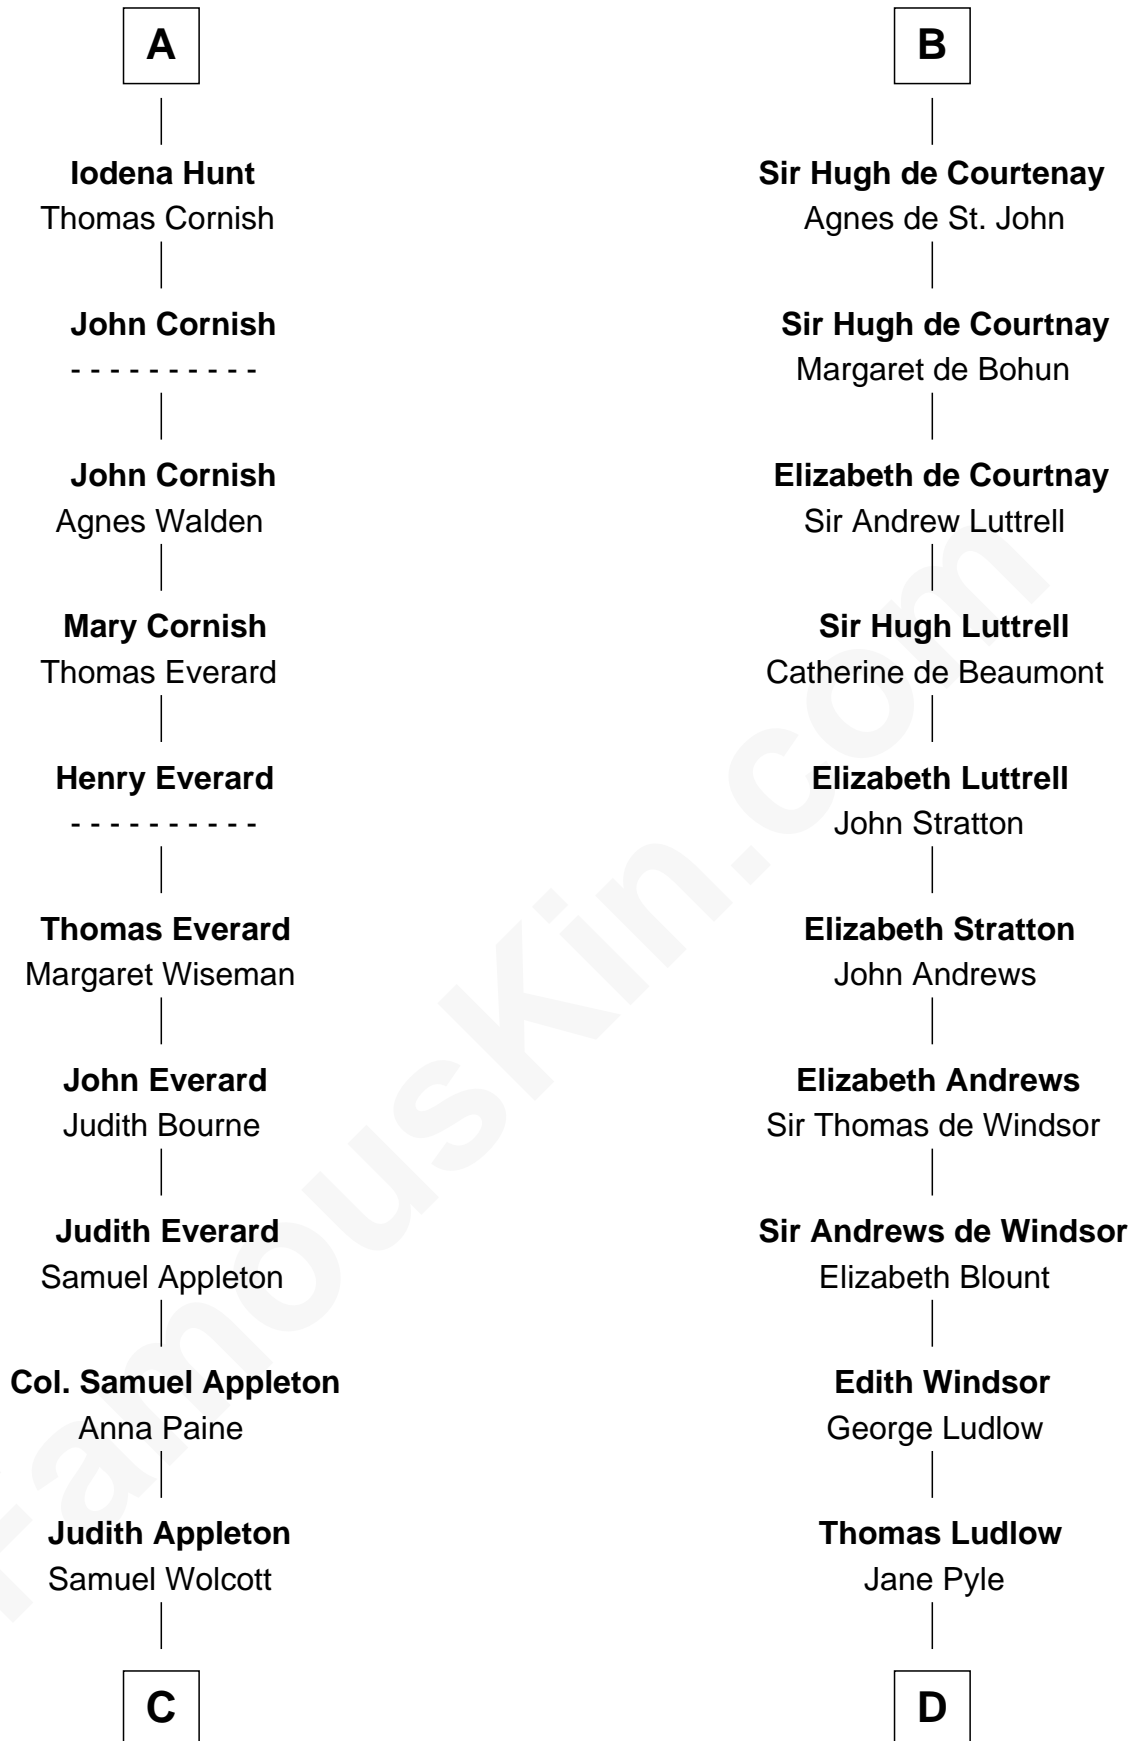 A
Iodena Hunt
Thomas Cornish
John Cornish
- - - - - - - - - -
John Cornish
Agnes Walden
Mary Cornish
Thomas Everard
Henry Everard
- - - - - - - - - -
Thomas Everard
Margaret Wiseman
John Everard
Judith Bourne
Judith Everard
Samuel Appleton
Col. Samuel Appleton
Anna Paine
Judith Appleton
Samuel Wolcott
C
B
Sir Hugh de Courtenay
Agnes de St. John
Sir Hugh de Courtnay
Margaret de Bohun
Elizabeth de Courtnay
Sir Andrew Luttrell
Sir Hugh Luttrell
Catherine de Beaumont
Elizabeth Luttrell
John Stratton
Elizabeth Stratton
John Andrews
Elizabeth Andrews
Sir Thomas de Windsor
Sir Andrews de Windsor
Elizabeth Blount
Edith Windsor
George Ludlow
Thomas Ludlow
Jane Pyle
D
FamousKin.com